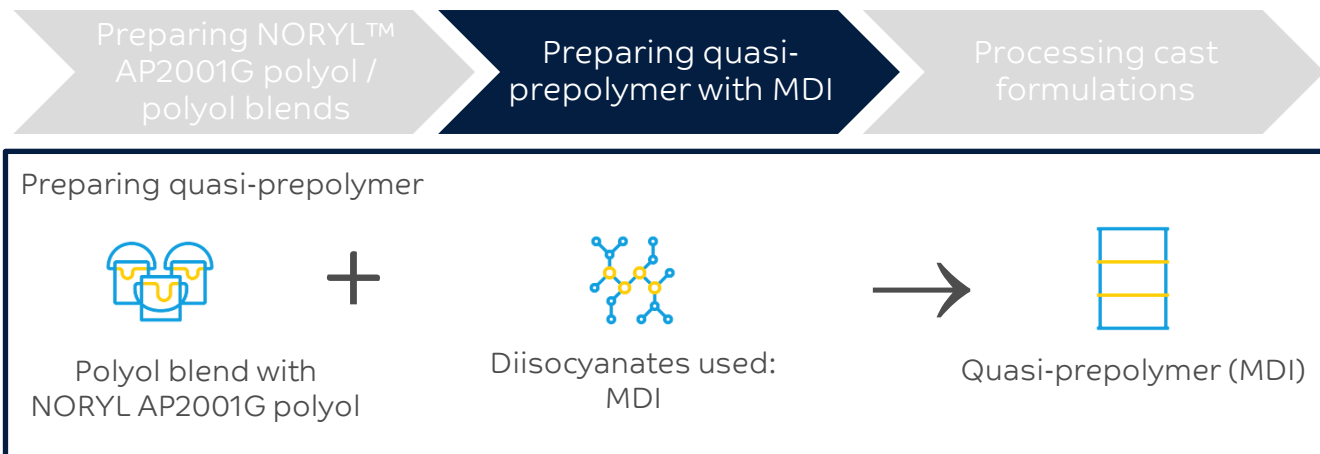 Preparing NORYL™
AP2001G polyol /
polyol blends
Preparing quasi-
prepolymer with MDI
Processing cast
formulations
Preparing quasi-prepolymer
Polyol blend with
NORYL AP2001G polyol
Diisocyanates used:
MDI
Quasi-prepolymer (MDI)